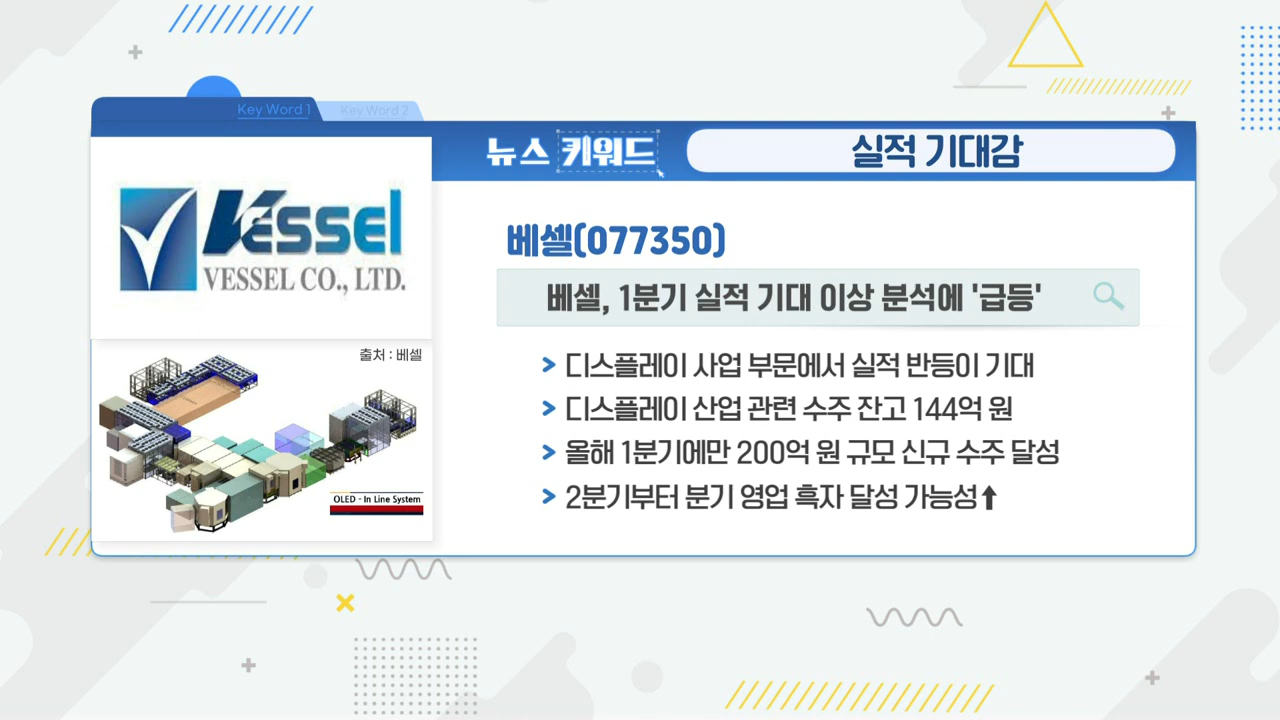 Key Word 1
Key Word 2
뉴스 키워드
실적 기대감
Vessel
VESSEL CO., LTD.
출처 : 베셀
OLED - In Line System
베셀(077350)
베셀, 1분기 실적 기대 이상 분석에 '급등'
> 디스플레이 사업 부문에서 실적 반등이 기대
> 디스플레이 산업 관련 수주 잔고 144억 원
> 올해 1분기에만 200억 원 규모 신규 수주 달성
> 2분기부터 분기 영업 흑자 달성 가능성⬆